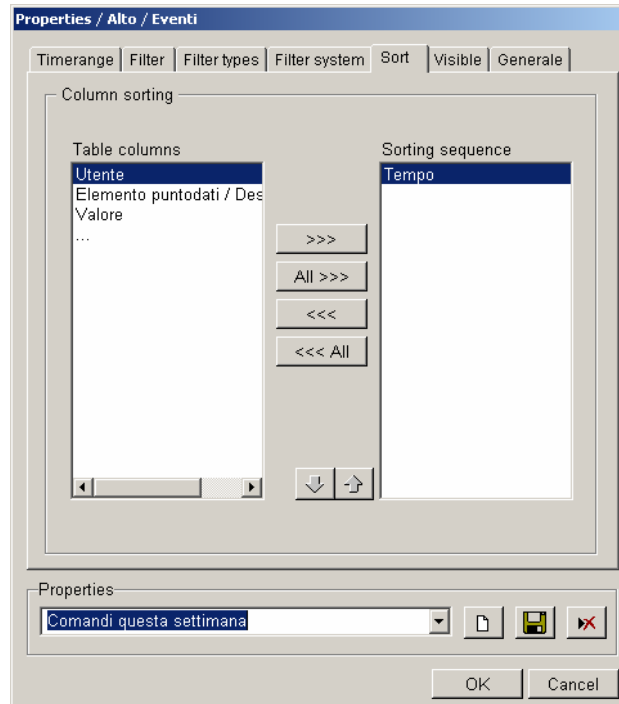 Properties / Alto / Eventi
Timerange Filter Filter types Filter system Sort Visible Generale
Column sorting
Table columns
Sorting sequence
Utente
Elemento puntodati / Des
Valore
...
Tempo
>>>
All >>>
<<<
<<< All
Properties
Comandi questa settimana
OK Cancel